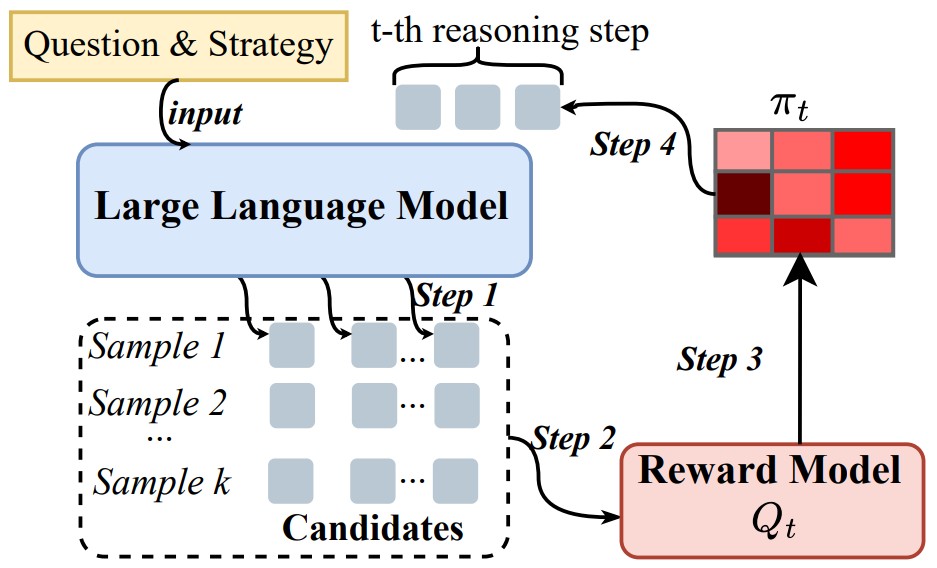 Question & Strategy
t-th reasoning step
input
π_t
Step 4
Large Language Model
Step 1
Sample 1 ...
Sample 2 ...
...
Sample k ...
Candidates
Step 2
Step 3
Reward Model
Q_t